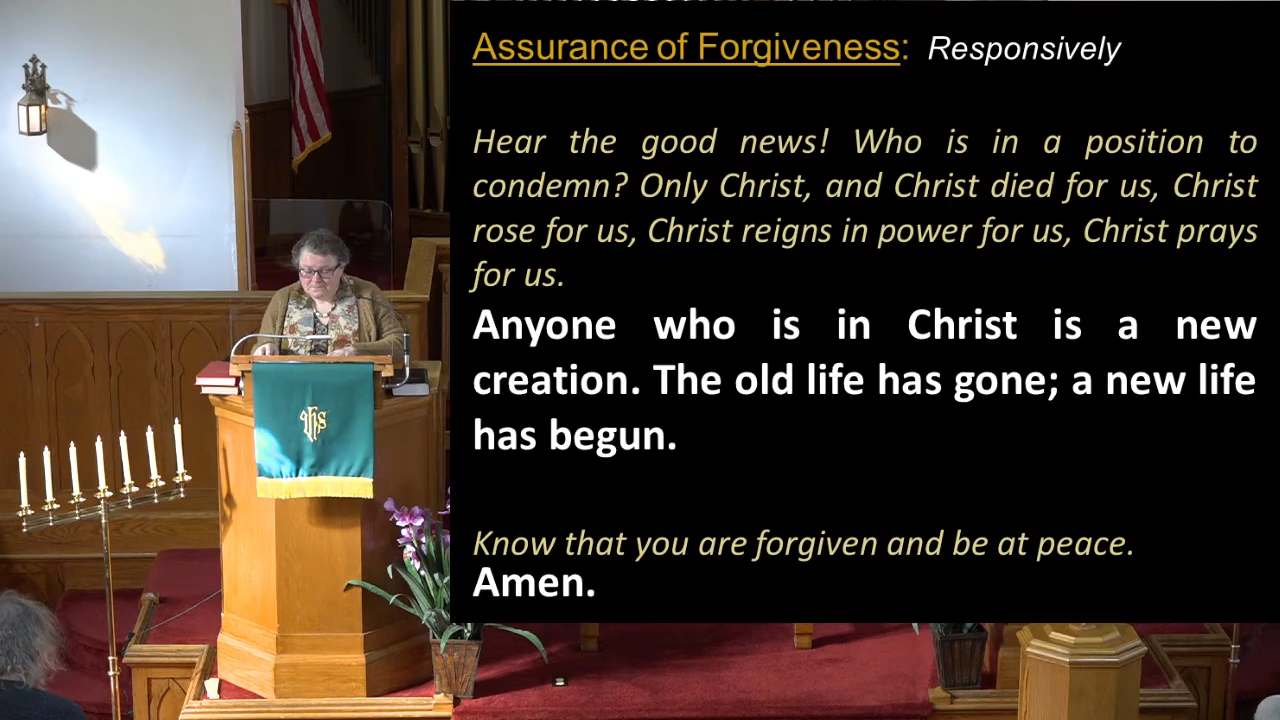 Assurance of Forgiveness: Responsively
Hear the good news! Who is in a position to
condemn? Only Christ, and Christ died for us, Christ
rose for us, Christ reigns in power for us, Christ prays
for us.
Anyone who is in Christ is a new
creation. The old life has gone; a new life
has begun.
Know that you are forgiven and be at peace.
Amen.
IHS